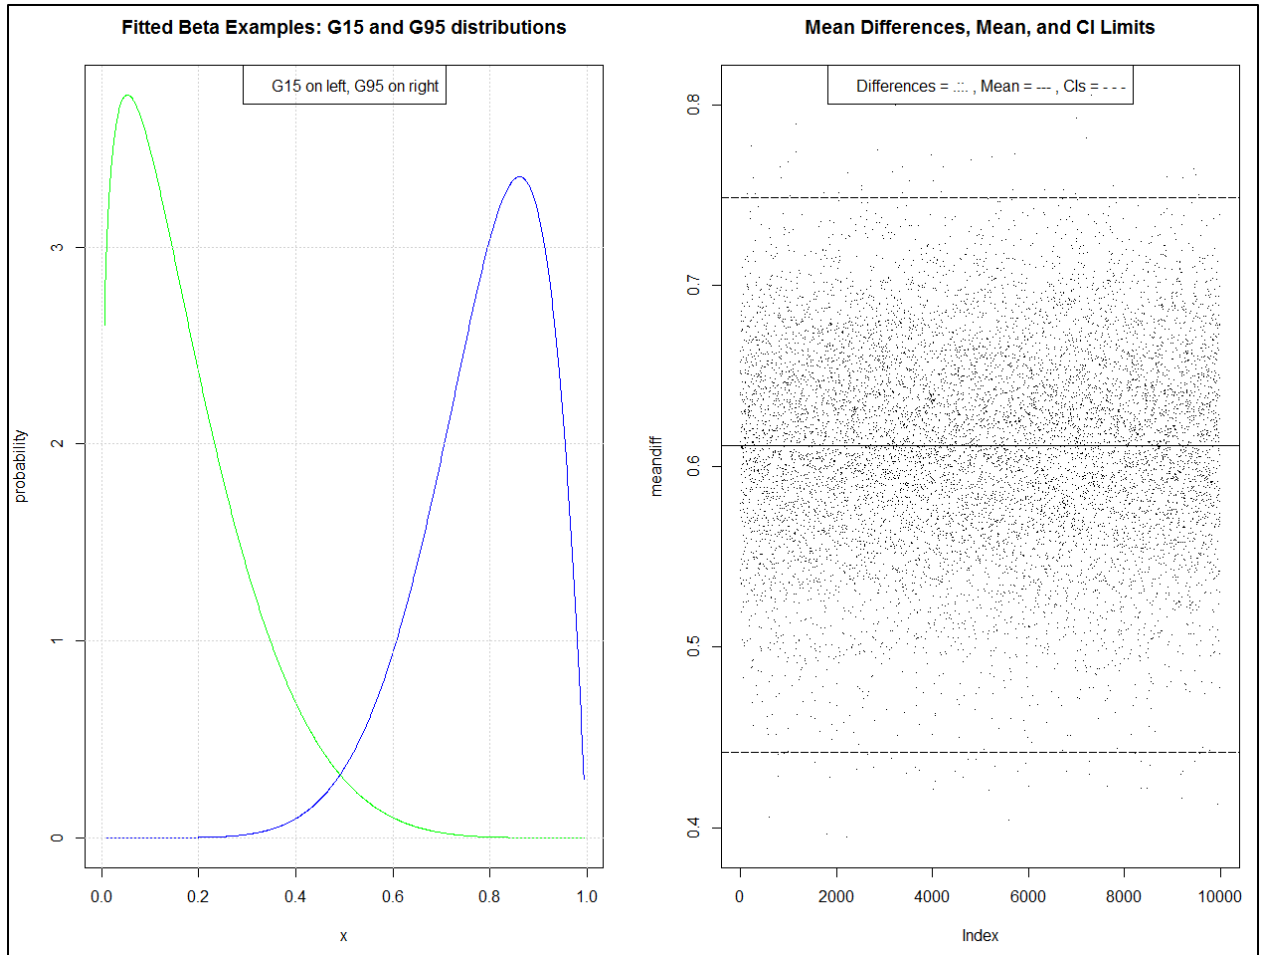 Fitted Beta Examples: G15 and G95 distributions
G15 on left, G95 on right
probability
3
2
1
0
0.0 0.2 0.4 0.6 0.8 1.0
x
Mean Differences, Mean, and CI Limits
Differences = .::. , Mean = --- , CIs = - - -
meandiff
0.8
0.7
0.6
0.5
0.4
0 2000 4000 6000 8000 10000
Index